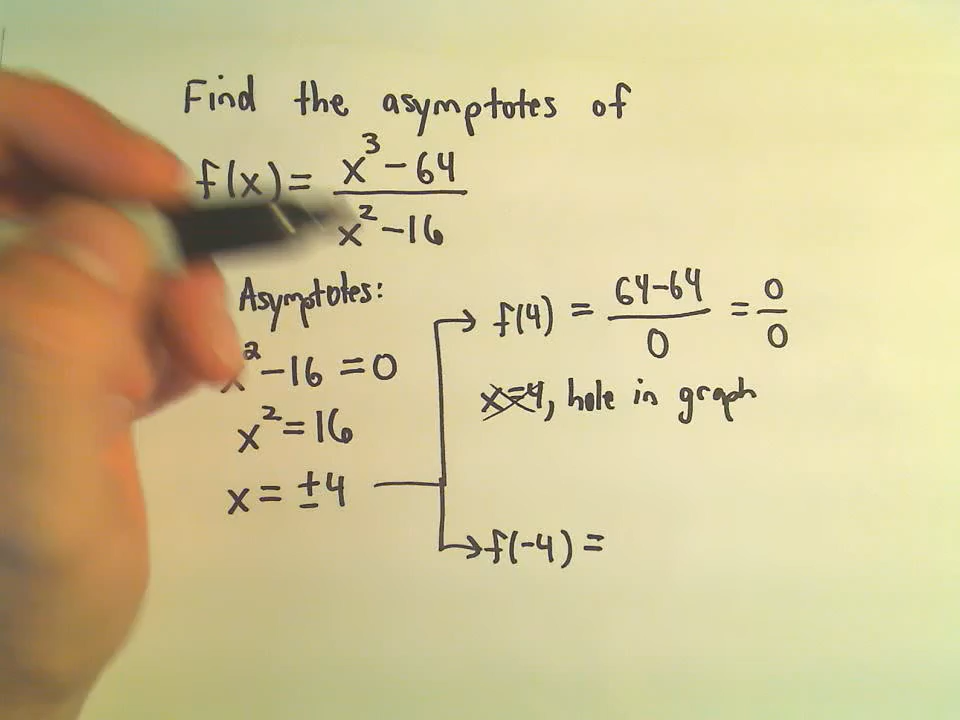 Find the asymptotes of
f(x) = x³ - 64 / x² - 16
Asymptotes:
x² - 16 = 0
x² = 16
x = ±4
f(4) = 64-64 / 0 = 0 / 0
x=4, hole in graph
f(-4) =